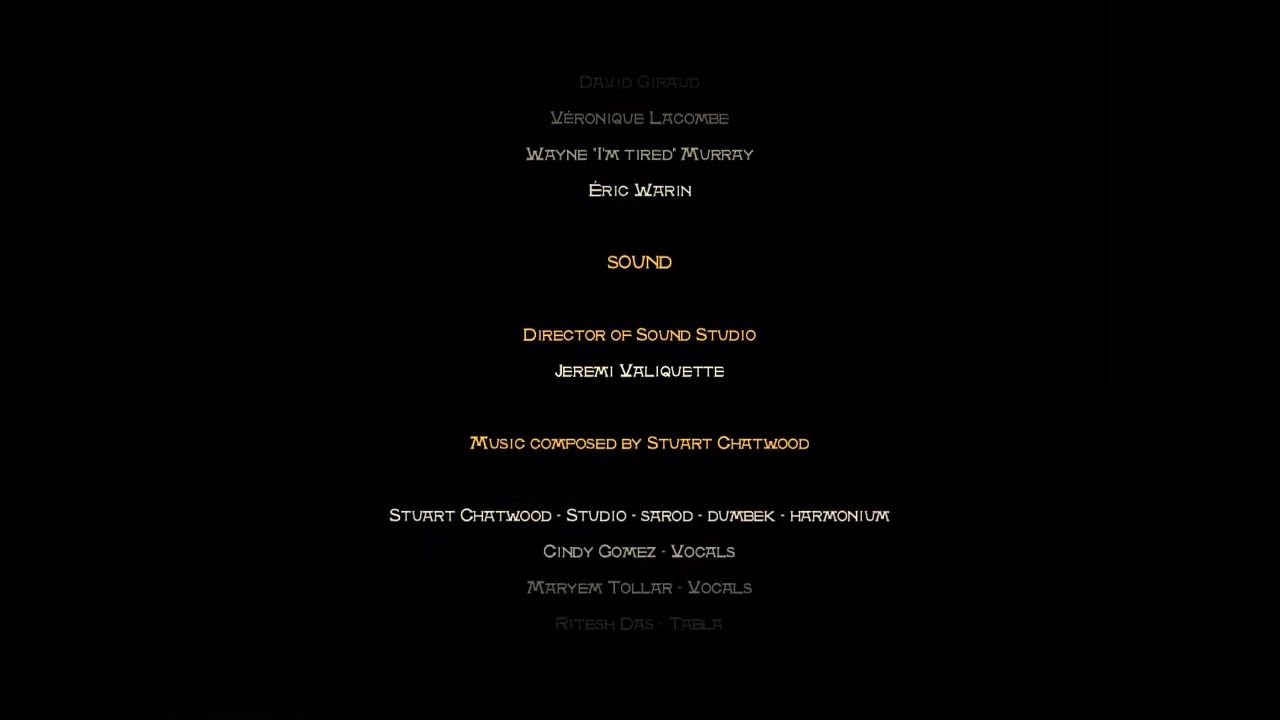 David Giraud
Véronique Lacombe
Wayne "I'm tired" Murray
Éric Warin
SOUND
Director of Sound Studio
Jeremi Valiquette
Music composed by Stuart Chatwood
Stuart Chatwood - Studio - sarod - dumbek - harmonium
Cindy Gomez - Vocals
Maryem Tollar - Vocals
Ritesh Das - Tabla